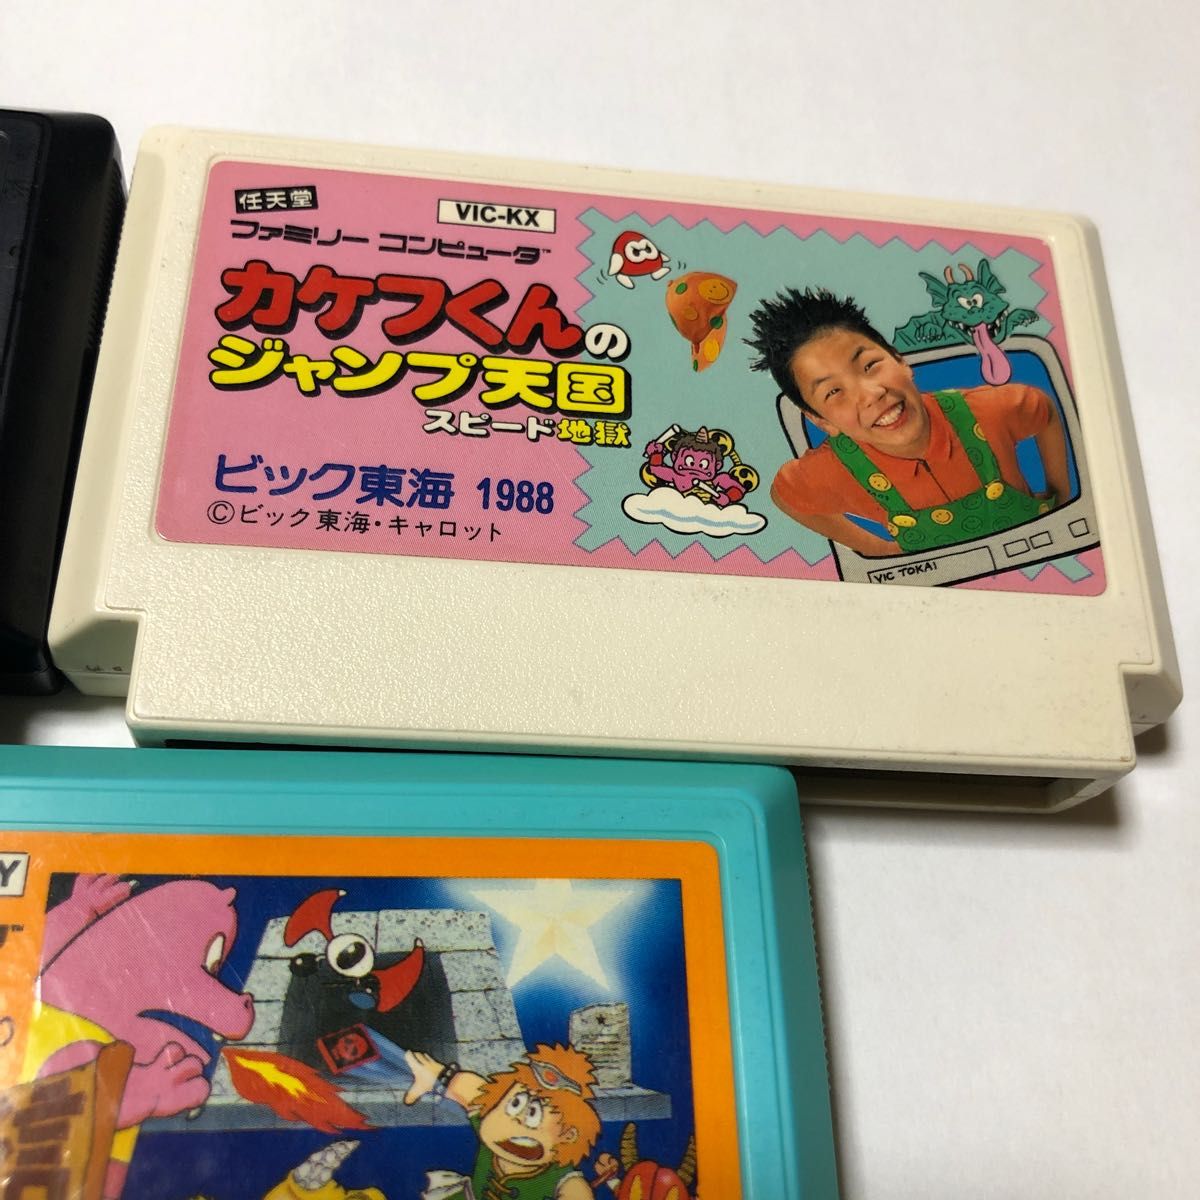 任天堂
VIC-KX
ファミリー コンピュータ™
カケフくんの
ジャンプ天国
スピード地獄
ビック東海 1988
©ビック東海・キャロット
VIC TOKAI
Y